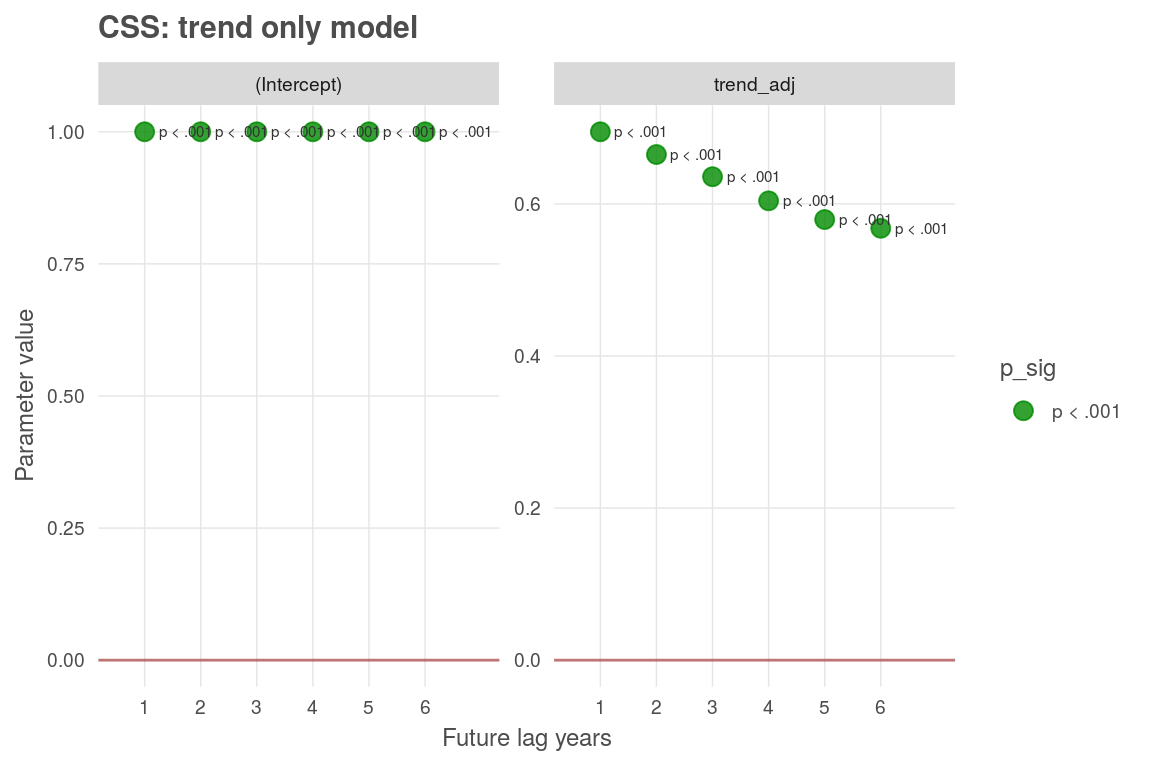 CSS: trend only model
(Intercept)
trend_adj
Parameter value
1.00
0.75
0.50
0.25
0.00
p < .001
p < .001
p < .001
p < .001
p < .001
p < .001
0.6
0.4
0.2
0.0
p < .001
p < .001
p < .001
p < .001
p < .001
p < .001
1 2 3 4 5 6
1 2 3 4 5 6
Future lag years
p_sig
p < .001